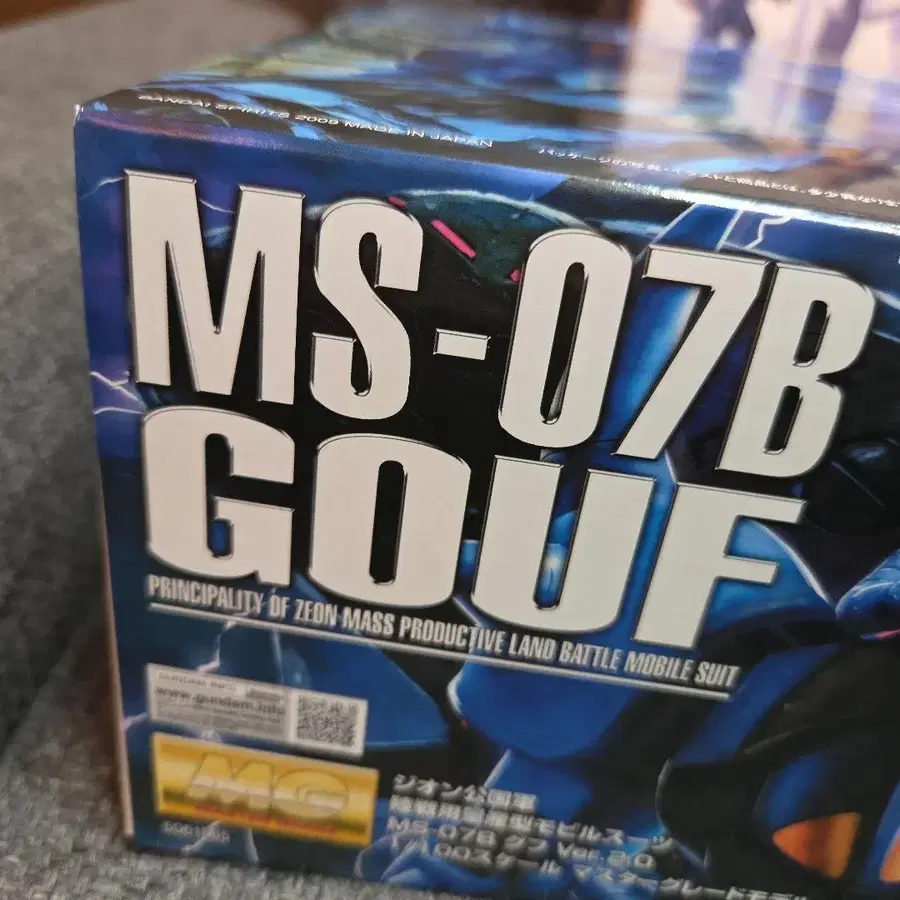 BANDAI SPIRITS 2009 MADE IN JAPAN
MS-07B
GOUF
PRINCIPALITY OF ZEON MASS PRODUCTIVE LAND BATTLE MOBILE SUIT
GUNDAM.INFO
www.gundam.info
MG
ジオン公国軍
陸戦用量産型モビルスーツ
MS-07B グフ Ver.2.0
1/100スケール マスターグレードモデル